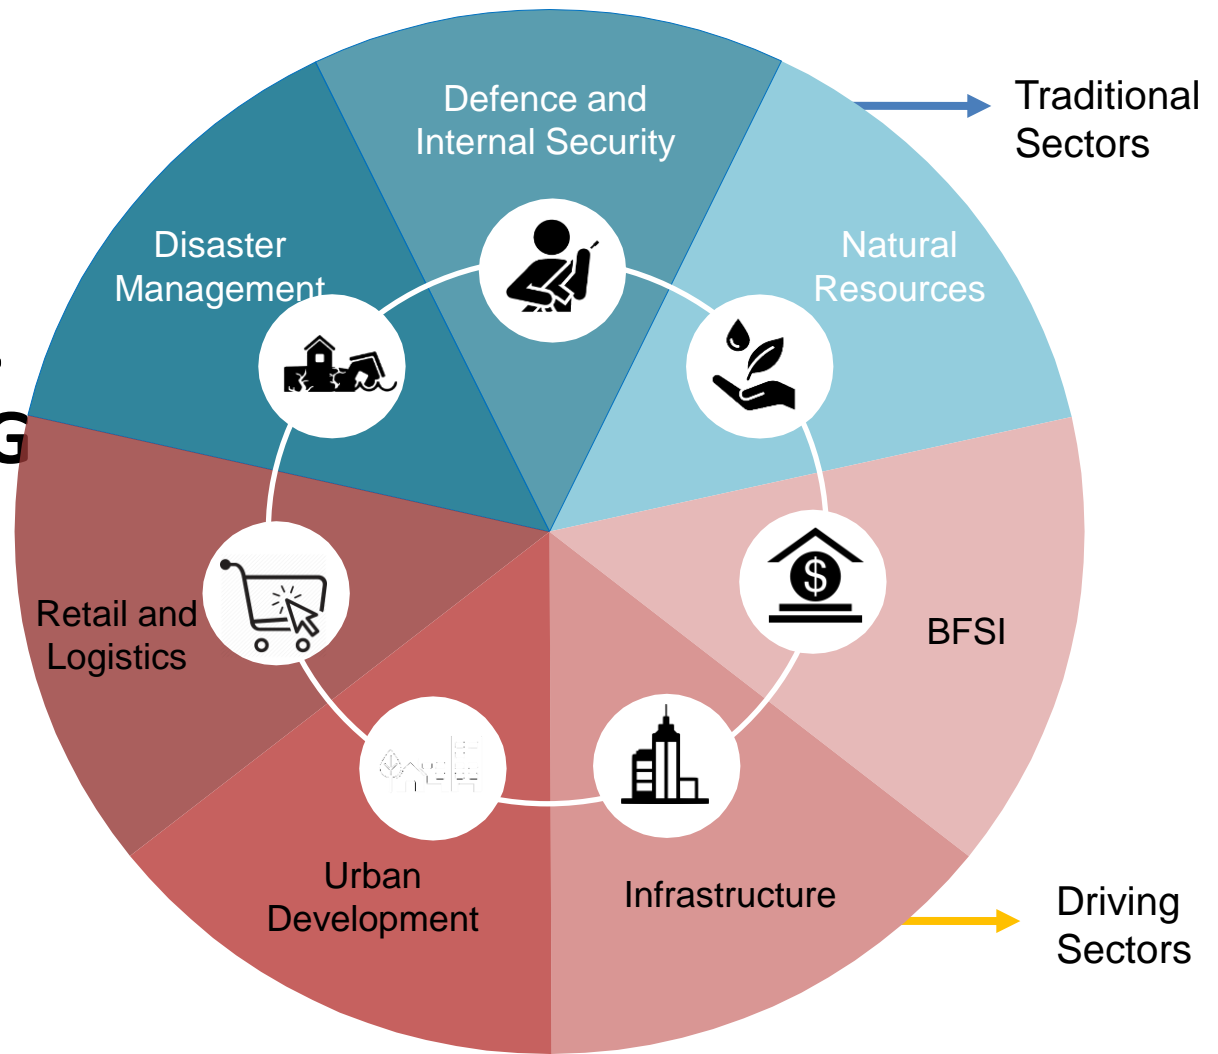 Defence and
Internal Security
Traditional
Sectors
Disaster
Management
Natural
Resources
G
$
Retail and
Logistics
BFSI
Urban
Development
Infrastructure
Driving
Sectors